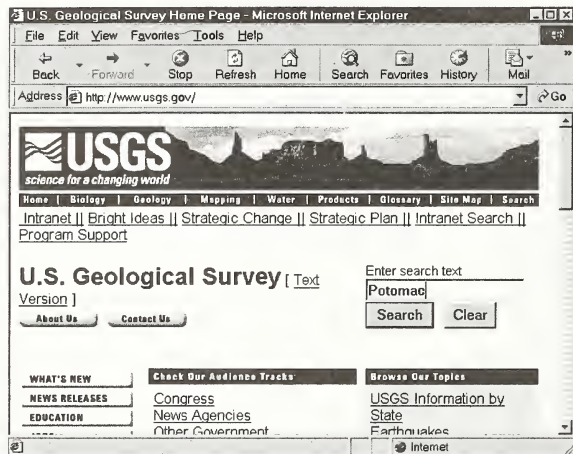 U.S. Geological Survey Home Page - Microsoft Internet Explorer
File Edit View Favorites Tools Help
Back Forward Stop Refresh Home Search Favorites History Mail »
Address http://www.usgs.gov/ Go
USGS
science for a changing world
Home | Biology | Geology | Mapping | Water | Products | Glossary | Site Map | Search
Intranet || Bright Ideas || Strategic Change || Strategic Plan || Intranet Search ||
Program Support
U.S. Geological Survey [ Text
Version ]
About Us Contact Us
Enter search text
Potomac
Search Clear
WHAT'S NEW
NEWS RELEASES
EDUCATION
Check Our Audience Tracks
Congress
News Agencies
Other Government
Browse Our Topics
USGS Information by
State
Earthquakes
Internet